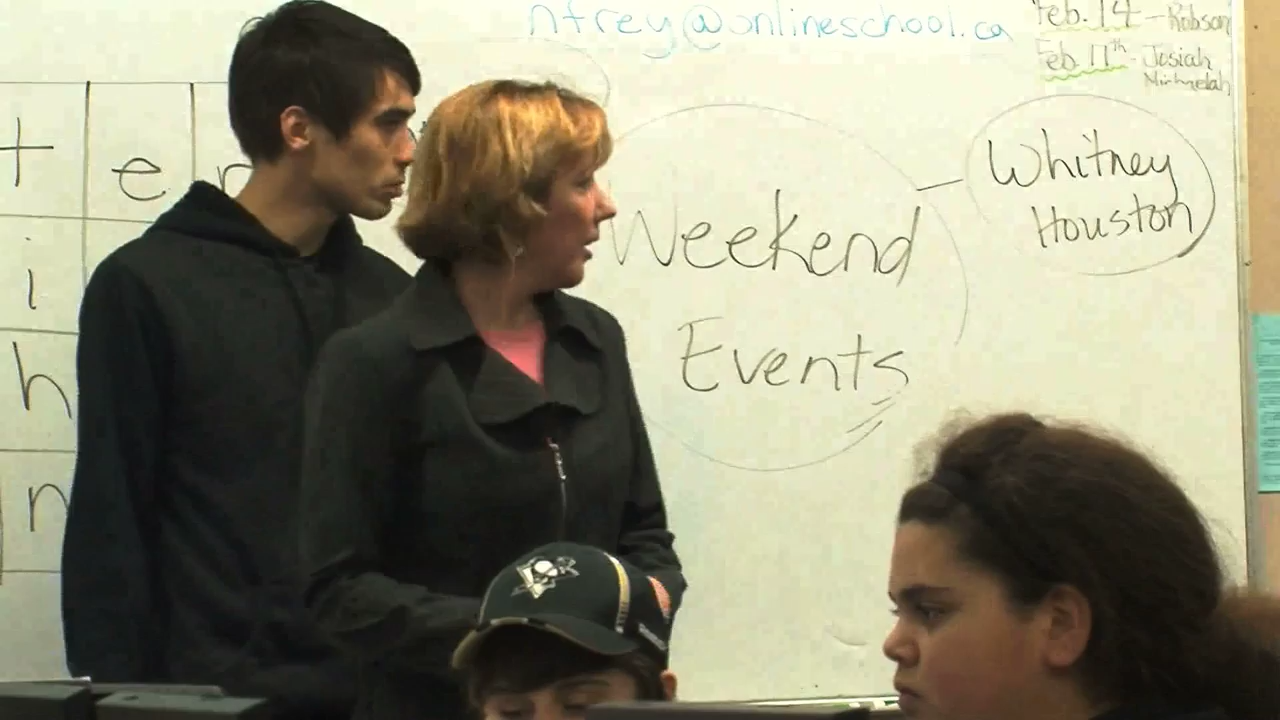 nfrey@onlineschool.ca
Feb. 14 - Robson
Feb. 17th - Josiah
t e
i
h
n
Weekend
Events
Whitney
Houston